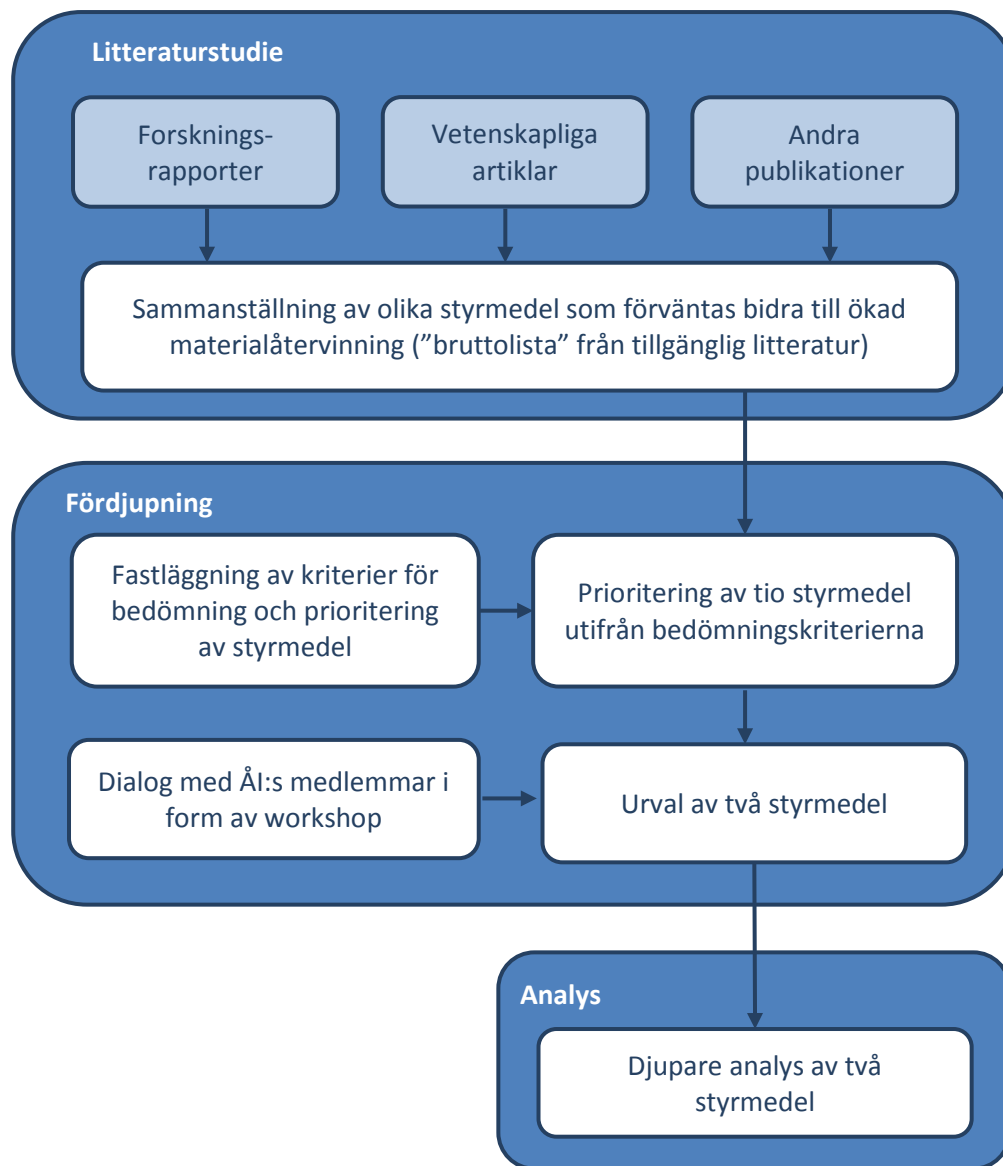 Litteraturstudie
Forsknings-
rapporter
Vetenskapliga
artiklar
Andra
publikationer
Sammanställning av olika styrmedel som förväntas bidra till ökad
materialåtervinning (”bruttolista” från tillgänglig litteratur)
Fördjupning
Fastläggning av kriterier för
bedömning och prioritering
av styrmedel
Prioritering av tio styrmedel
utifrån bedömningskriterierna
Dialog med ÅI:s medlemmar i
form av workshop
Urval av två styrmedel
Analys
Djupare analys av två
styrmedel